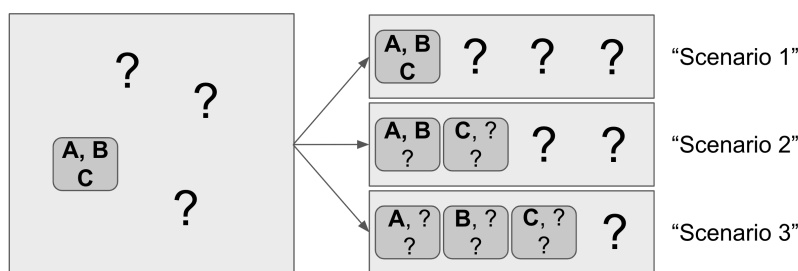 ?
?
A, B
C
?
A, B
C
? ? ?
“Scenario 1”
A, B
?
C, ?
?
? ?
“Scenario 2”
A, ?
?
B, ?
?
C, ?
?
?
“Scenario 3”